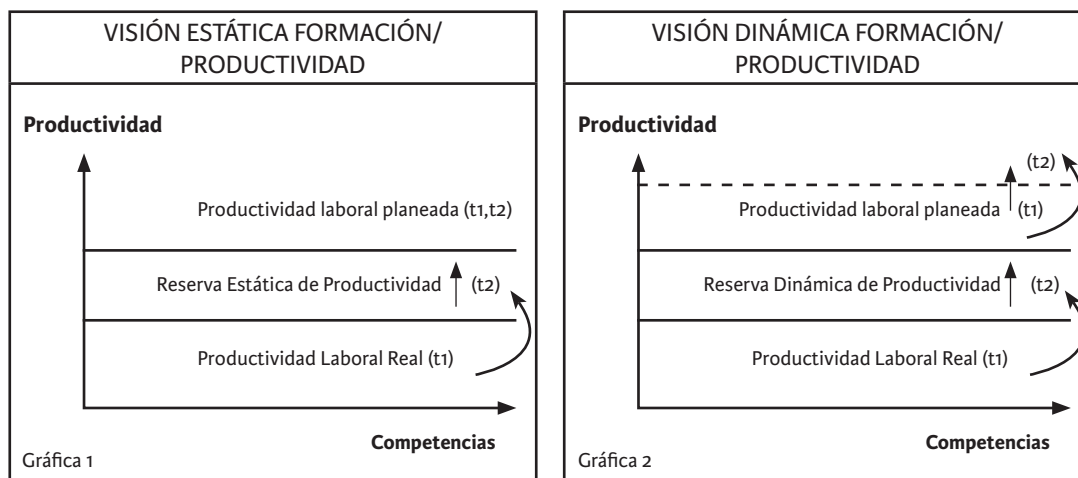 VISIÓN ESTÁTICA FORMACIÓN/
PRODUCTIVIDAD
Productividad
Productividad laboral planeada (t1,t2)
Reserva Estática de Productividad (t2)
Productividad Laboral Real (t1)
Competencias
Gráfica 1
VISIÓN DINÁMICA FORMACIÓN/
PRODUCTIVIDAD
Productividad
(t2)
Productividad laboral planeada (t1)
Reserva Dinámica de Productividad (t2)
Productividad Laboral Real (t1)
Competencias
Gráfica 2